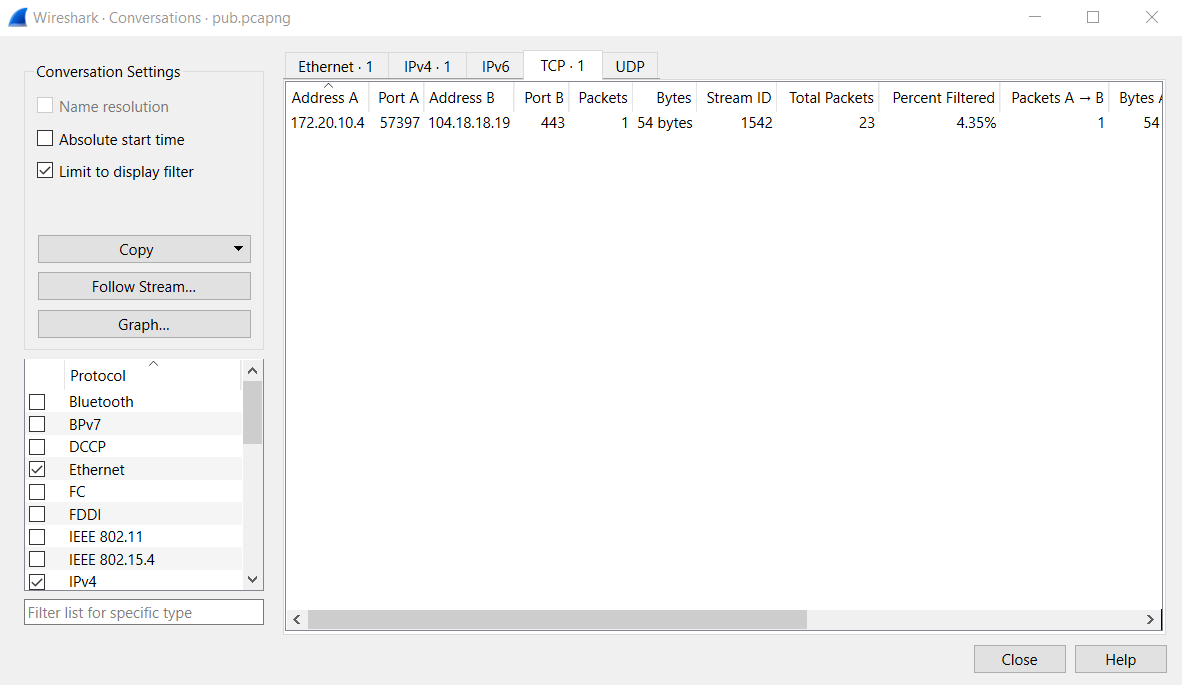 Wireshark · Conversations · pub.pcapng
Conversation Settings
Name resolution
Absolute start time
Limit to display filter
Copy
Follow Stream...
Graph...
Protocol
Bluetooth
BPv7
DCCP
Ethernet
FC
FDDI
IEEE 802.11
IEEE 802.15.4
IPv4
Filter list for specific type
Ethernet · 1 IPv4 · 1 IPv6 TCP · 1 UDP
Address A Port A Address B Port B Packets Bytes Stream ID Total Packets Percent Filtered Packets A → B Bytes A
172.20.10.4 57397 104.18.18.19 443 1 54 bytes 1542 23 4.35% 1 54
Close Help